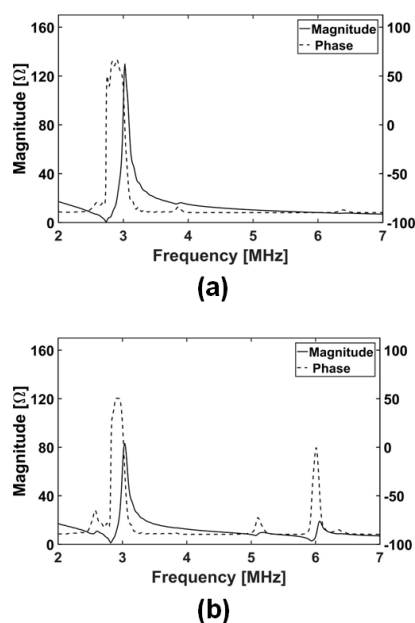 160
120
80
40
0
Magnitude [Ω]
100
50
0
-50
-100
Magnitude
Phase
2 3 4 5 6 7
Frequency [MHz]
(a)
160
120
80
40
0
Magnitude [Ω]
100
50
0
-50
-100
Magnitude
Phase
2 3 4 5 6 7
Frequency [MHz]
(b)